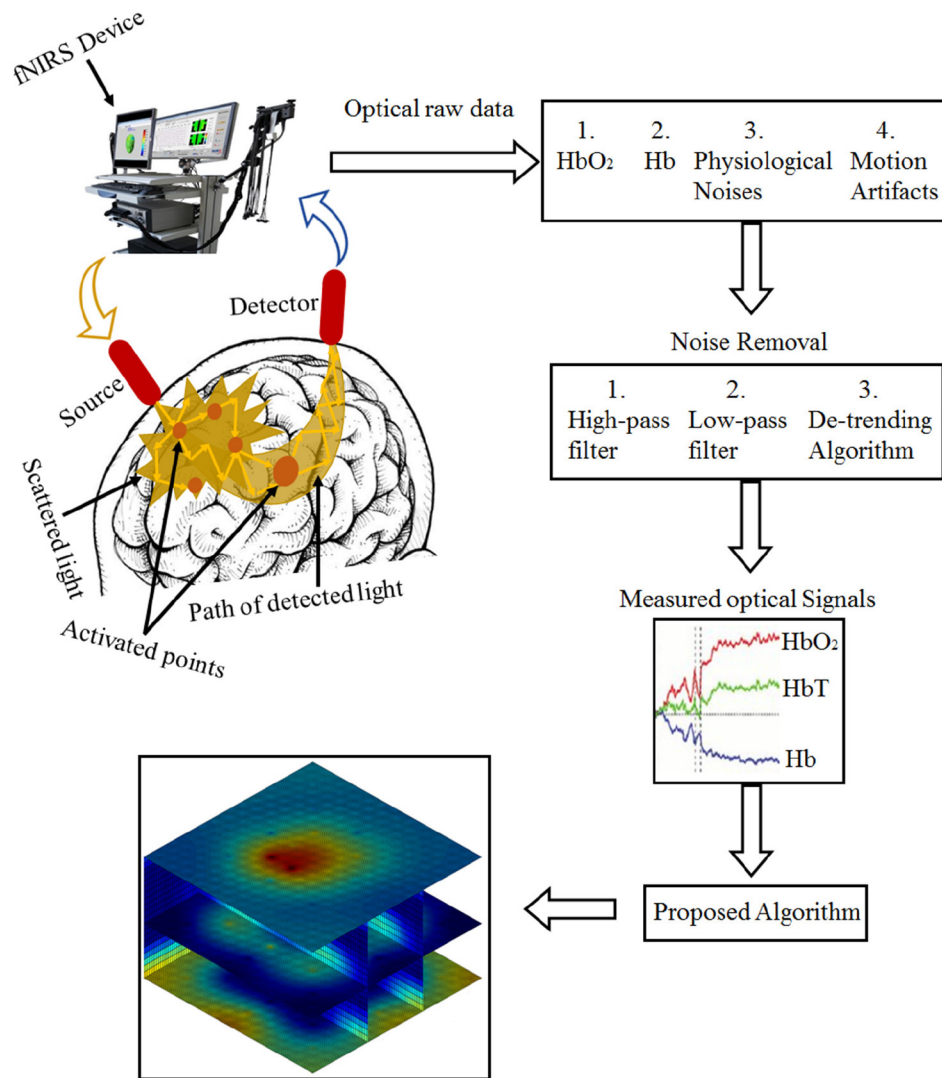 fNIRS Device
Optical raw data
1. 2. 3. 4.
HbO₂ Hb Physiological Motion
Noises Artifacts
Detector
Source
Scattered light
Activated points
Path of detected light
Noise Removal
1. 2. 3.
High-pass Low-pass De-trending
filter filter Algorithm
Measured optical Signals
HbO₂
HbT
Hb
Proposed Algorithm